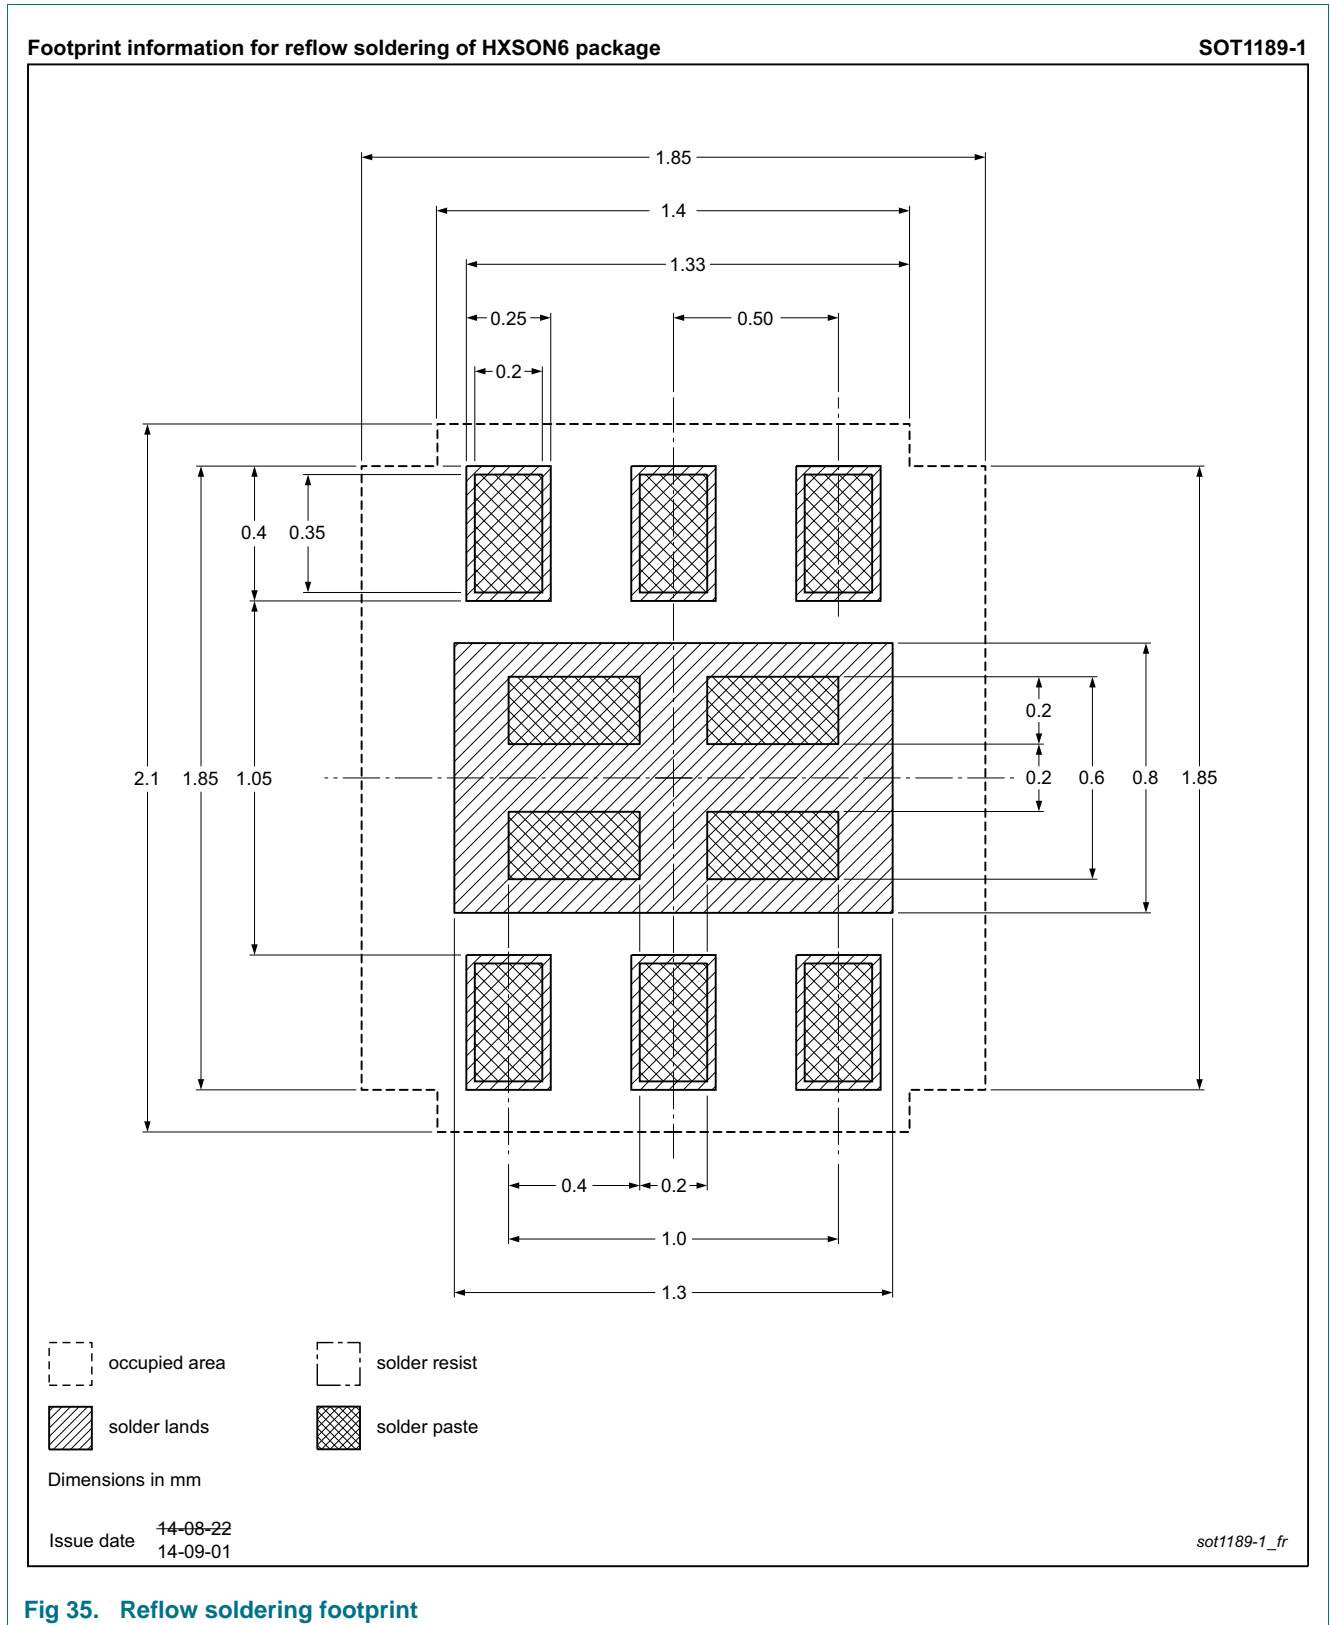 Footprint information for reflow soldering of HXSON6 package SOT1189-1
1.85
1.4
1.33
0.25 0.50
0.2
0.4 0.35
0.2
2.1 1.85 1.05 0.2 0.6 0.8 1.85
0.4 0.2
1.0
1.3
occupied area solder resist
solder lands solder paste
Dimensions in mm
14-08-22
Issue date 14-09-01
sot1189-1_fr
Fig 35. Reflow soldering footprint